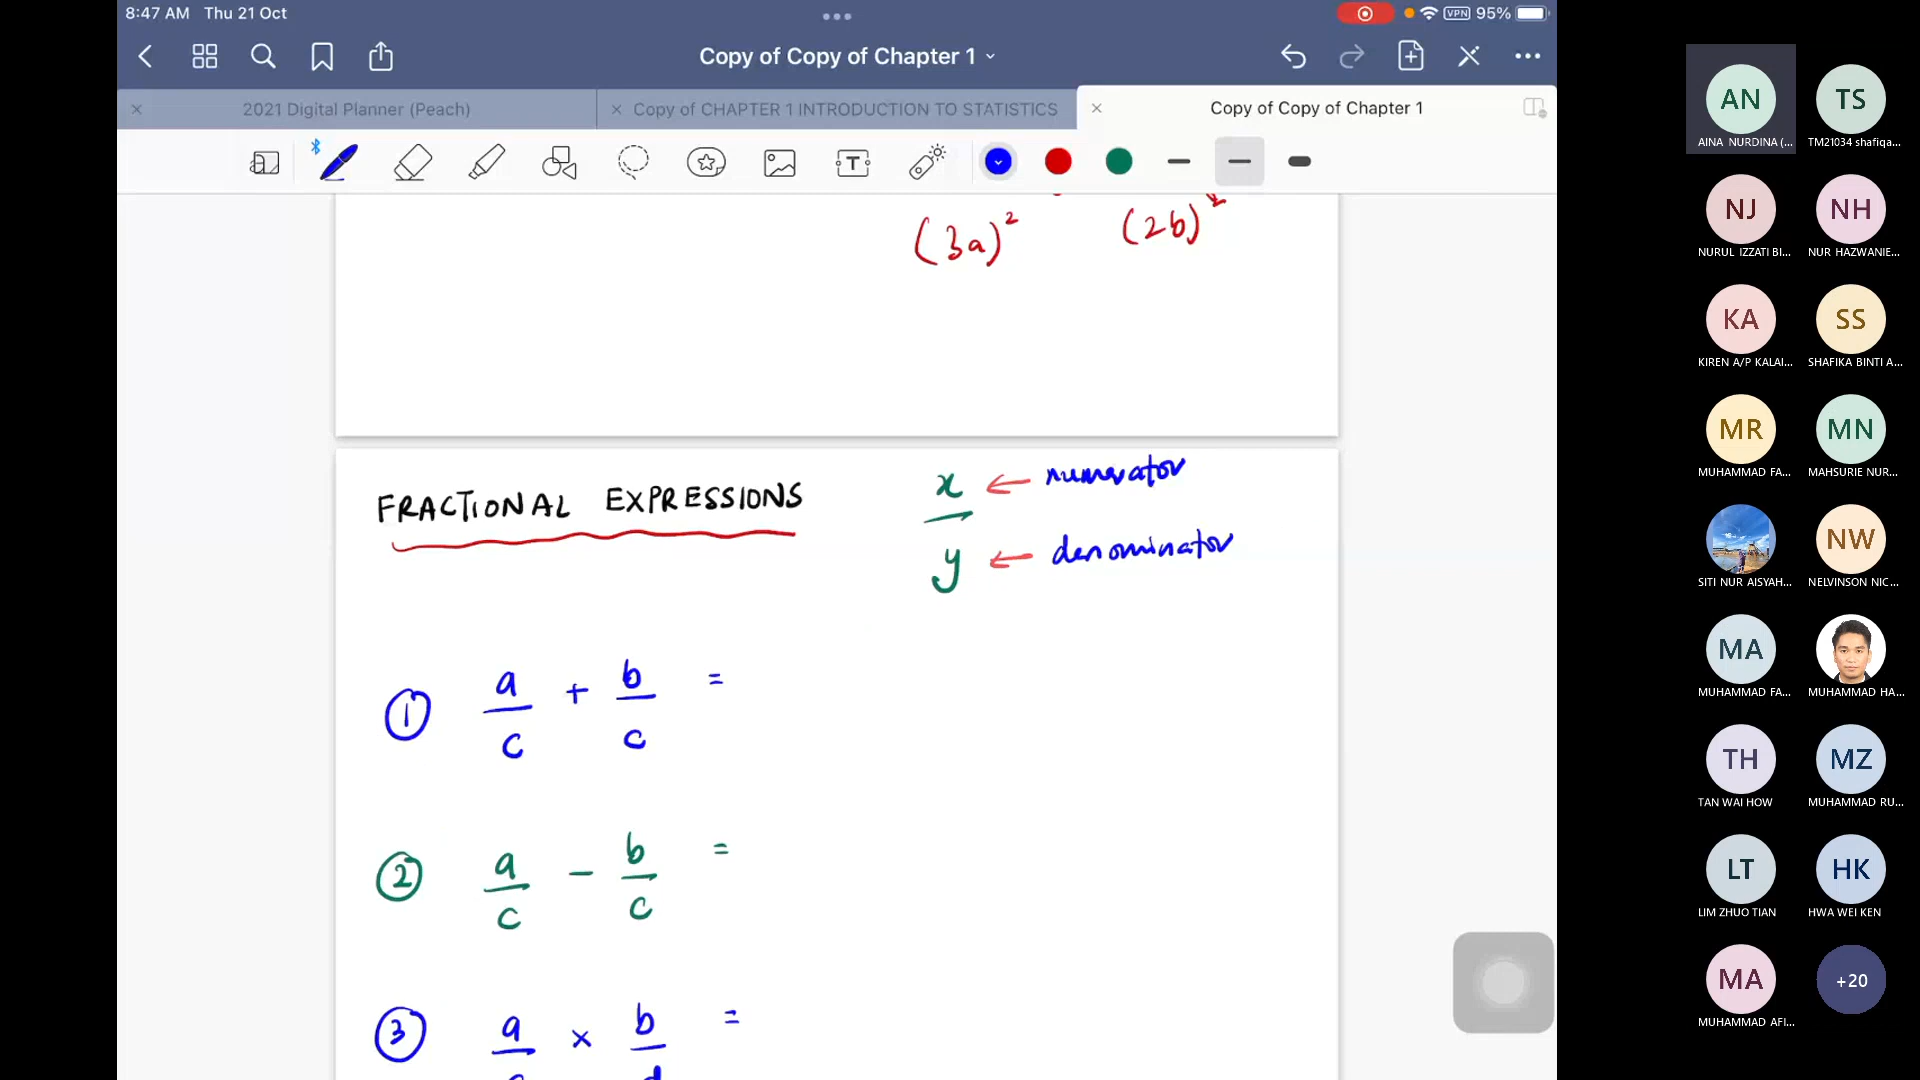 8:47 AM Thu 21 Oct
VPN 95%
Copy of Copy of Chapter 1
2021 Digital Planner (Peach)
Copy of CHAPTER 1 INTRODUCTION TO STATISTICS
Copy of Copy of Chapter 1
(3a)²
(2b)²
FRACTIONAL EXPRESSIONS
x ← numerator
y ← denominator
① a/c + b/c =
② a/c - b/c =
③ a/c × b/d =
AN
AINA NURDINA (...
TS
TM21034 shafiqa...
NJ
NURUL IZZATI BI...
NH
NUR HAZWANIE...
KA
KIREN A/P KALAI...
SS
SHAFIKA BINTI A...
MR
MUHAMMAD FA...
MN
MAHSURIE NUR...
SITI NUR AISYAH...
NW
NELVINSON NIC...
MA
MUHAMMAD FA...
MUHAMMAD HA...
TH
TAN WAI HOW
MZ
MUHAMMAD RU...
LT
LIM ZHUO TIAN
HK
HWA WEI KEN
MA
MUHAMMAD AFI...
+20